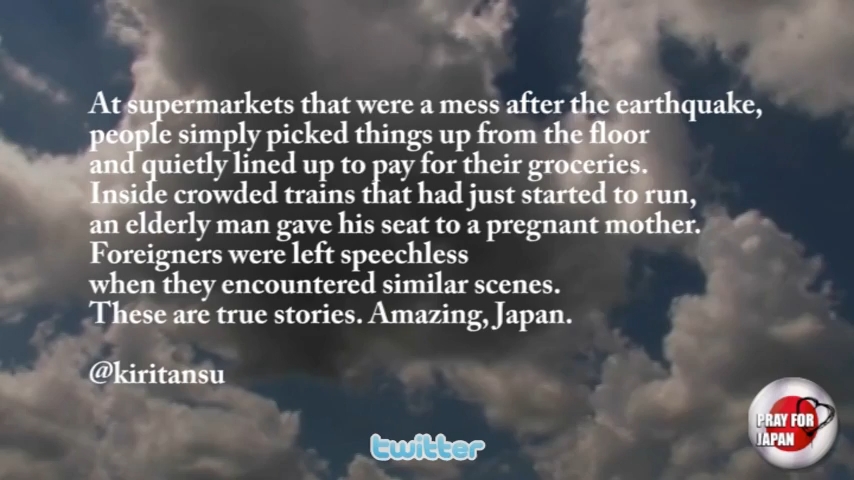 At supermarkets that were a mess after the earthquake,
people simply picked things up from the floor
and quietly lined up to pay for their groceries.
Inside crowded trains that had just started to run,
an elderly man gave his seat to a pregnant mother.
Foreigners were left speechless
when they encountered similar scenes.
These are true stories. Amazing, Japan.
@kiritansu
twitter
PRAY FOR
JAPAN